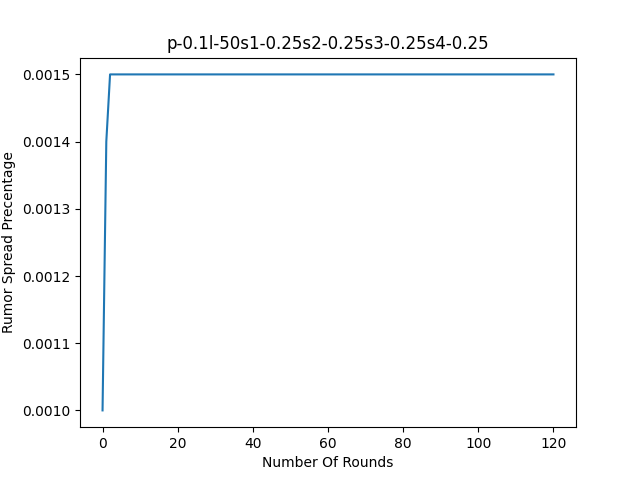 p-0.1l-50s1-0.25s2-0.25s3-0.25s4-0.25
0.0015
0.0014
0.0013
0.0012
0.0011
0.0010
Rumor Spread Precentage
0 20 40 60 80 100 120
Number Of Rounds